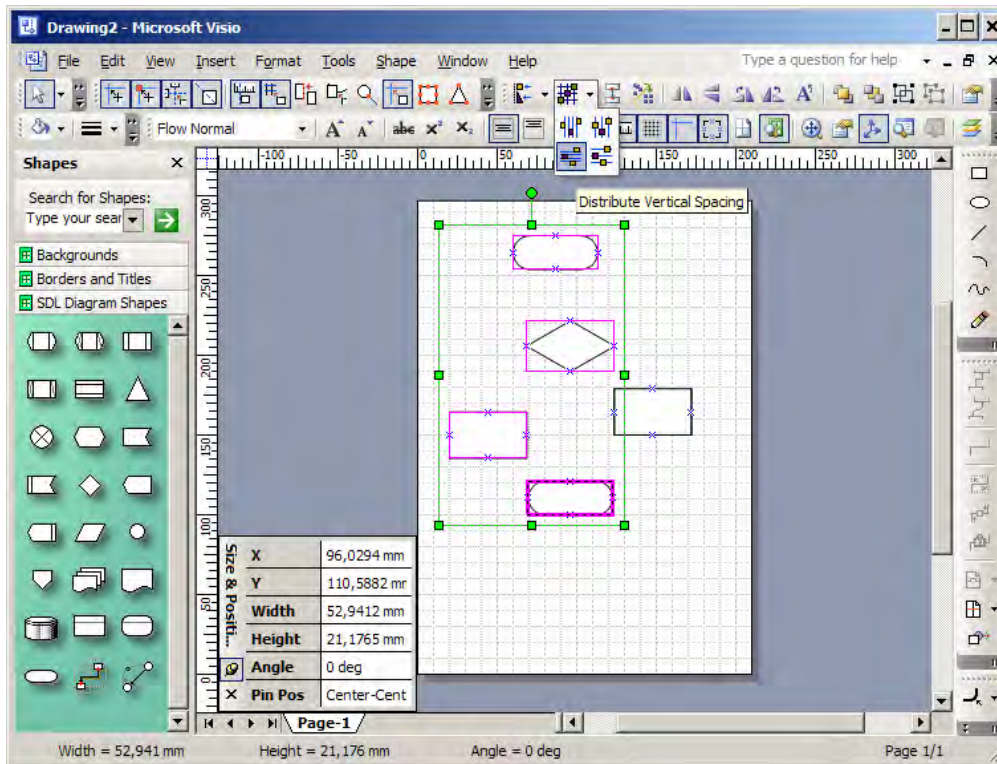 Drawing2 - Microsoft Visio
File Edit View Insert Format Tools Shape Window Help Type a question for help
Flow Normal A A abc x² x₂
Shapes
Search for Shapes:
Type your sear
Backgrounds
Borders and Titles
SDL Diagram Shapes
-100 -50 0 50 150 200 300
Distribute Vertical Spacing
300
250
200
150
100
50
0
Size & Positi...
X 96,0294 mm
Y 110,5882 mr
Width 52,9412 mm
Height 21,1765 mm
Angle 0 deg
Pin Pos Center-Cent
Page-1
Width = 52,941 mm Height = 21,176 mm Angle = 0 deg Page 1/1